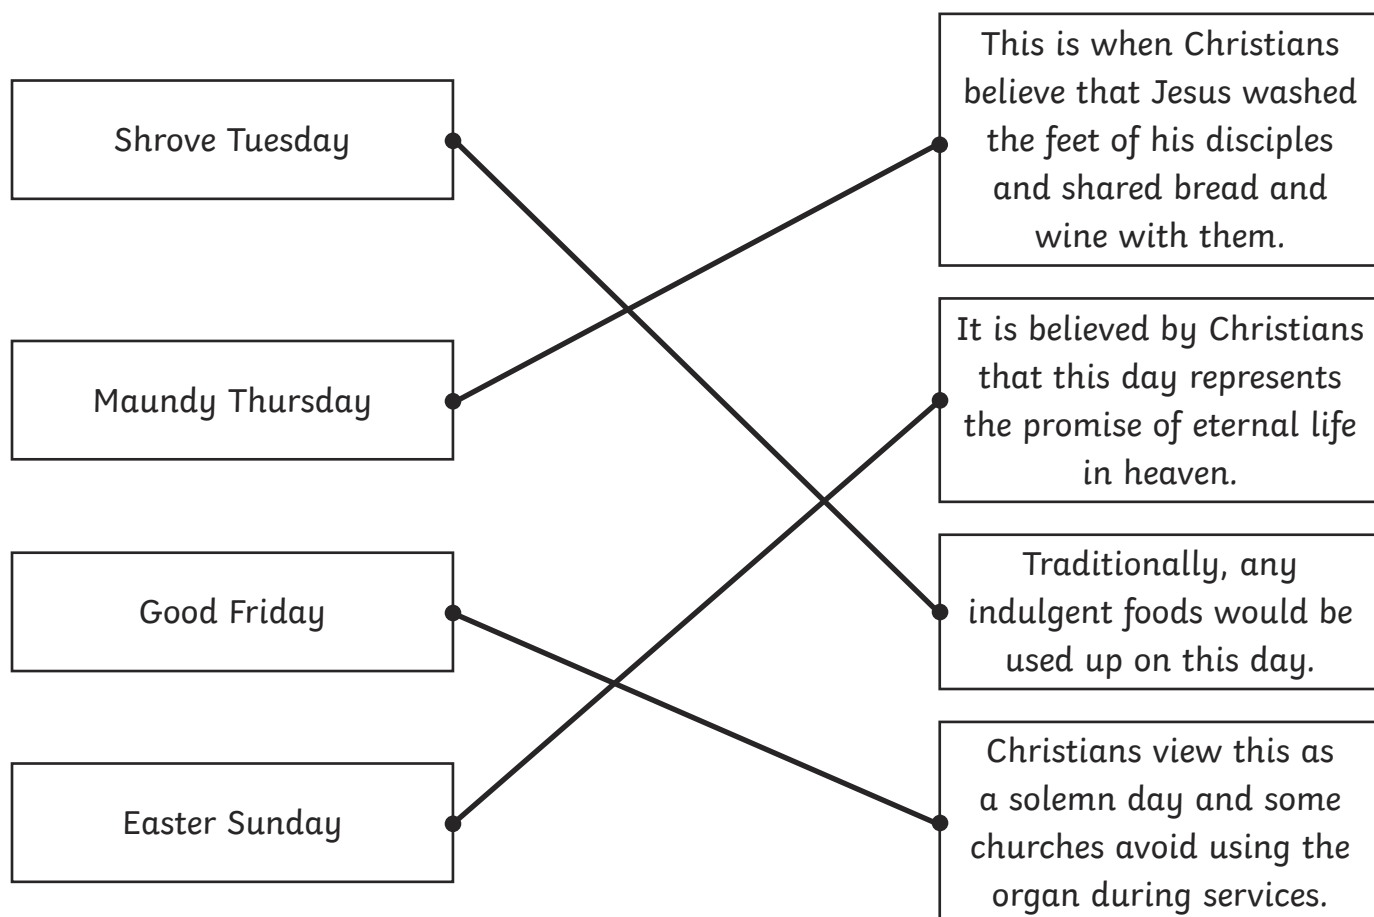 Shrove Tuesday
Maundy Thursday
Good Friday
Easter Sunday
This is when Christians
believe that Jesus washed
the feet of his disciples
and shared bread and
wine with them.
It is believed by Christians
that this day represents
the promise of eternal life
in heaven.
Traditionally, any
indulgent foods would be
used up on this day.
Christians view this as
a solemn day and some
churches avoid using the
organ during services.